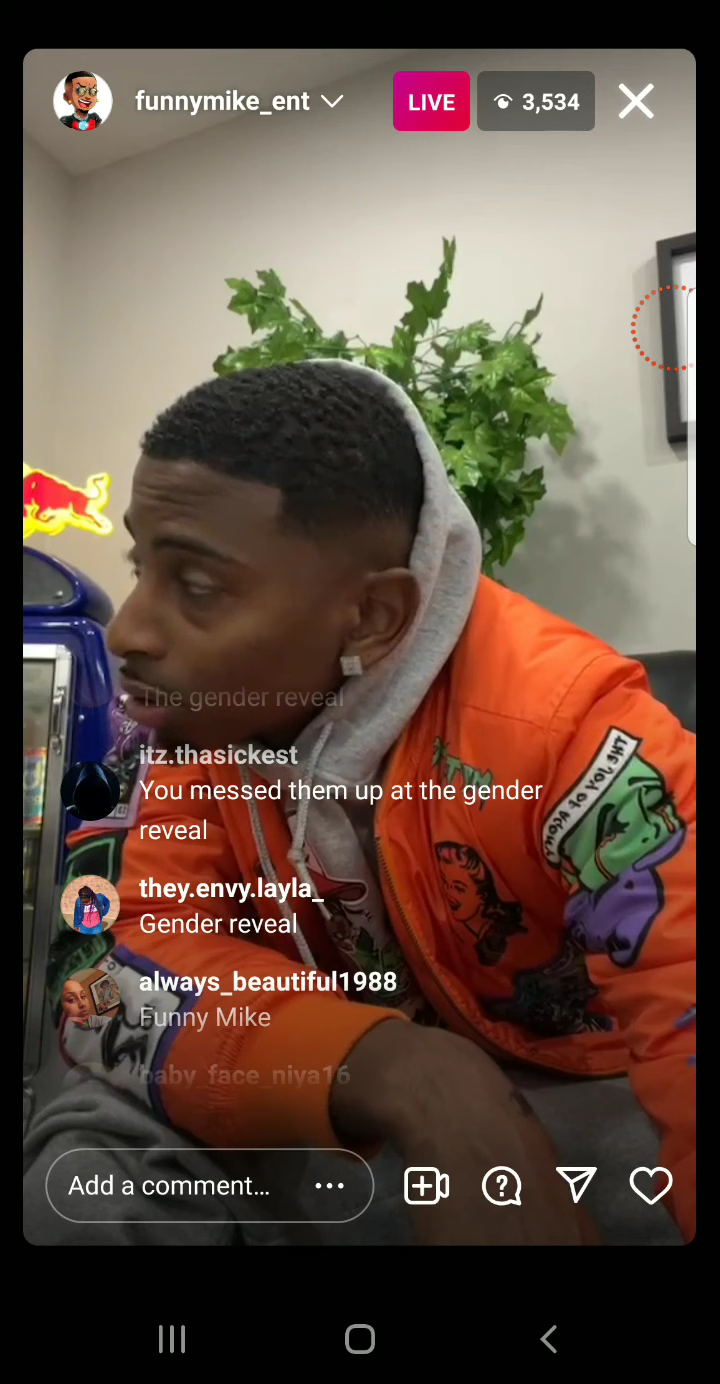 funnymike_ent
LIVE
3,534
The gender reveal
itz.thasickest
You messed them up at the gender
reveal
they.envy.layla_
Gender reveal
always_beautiful1988
Funny Mike
baby_face_niya16
Add a comment...